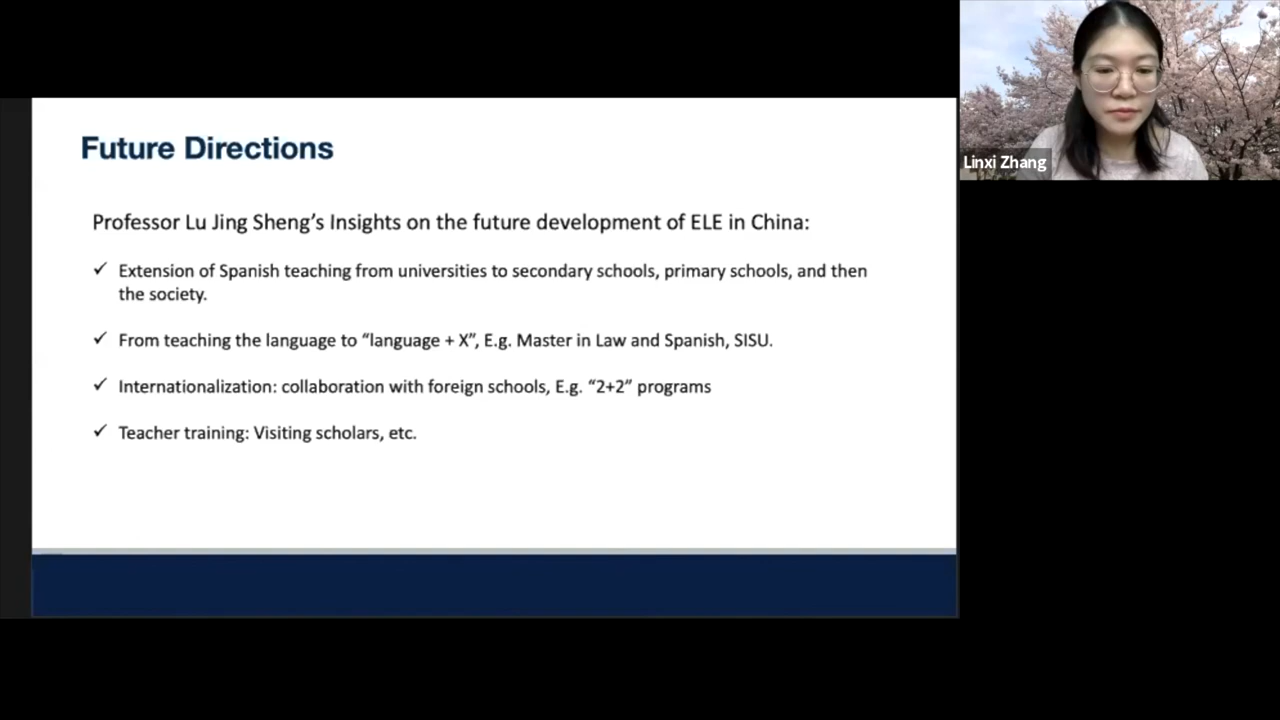 Future Directions
Professor Lu Jing Sheng’s Insights on the future development of ELE in China:
✓ Extension of Spanish teaching from universities to secondary schools, primary schools, and then
the society.
✓ From teaching the language to “language + X”, E.g. Master in Law and Spanish, SISU.
✓ Internationalization: collaboration with foreign schools, E.g. “2+2” programs
✓ Teacher training: Visiting scholars, etc.
Linxi Zhang